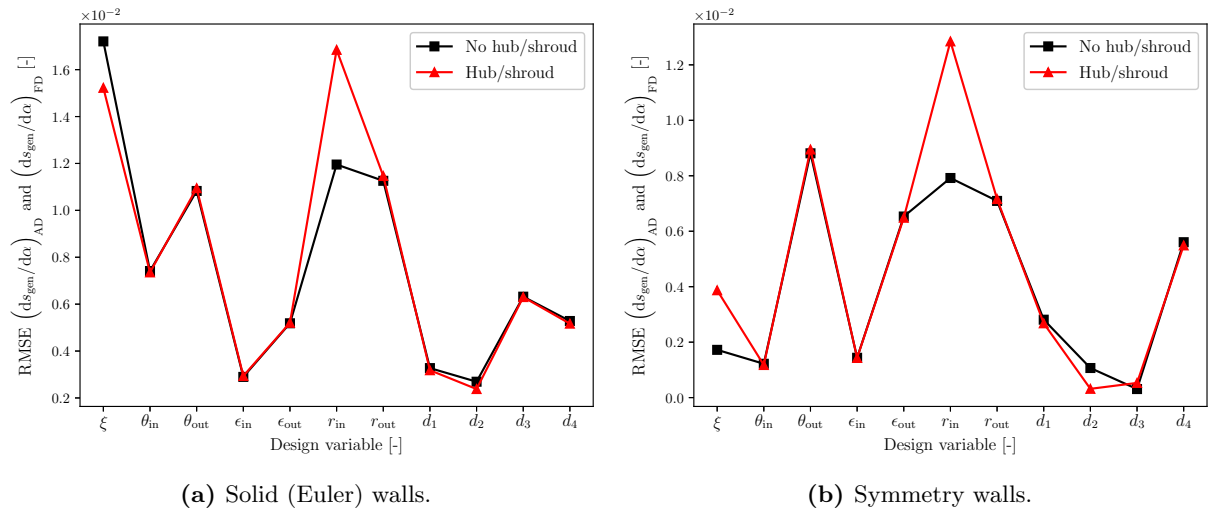 ×10⁻²
1.6
1.4
1.2
1.0
0.8
0.6
0.4
0.2
RMSE (ds_gen/dα)_AD and (ds_gen/dα)_FD [-]
No hub/shroud
Hub/shroud
ξ θ_in θ_out ϵ_in ϵ_out r_in r_out d_1 d_2 d_3 d_4
Design variable [-]
(a) Solid (Euler) walls.
×10⁻²
1.2
1.0
0.8
0.6
0.4
0.2
0.0
RMSE (ds_gen/dα)_AD and (ds_gen/dα)_FD [-]
No hub/shroud
Hub/shroud
ξ θ_in θ_out ϵ_in ϵ_out r_in r_out d_1 d_2 d_3 d_4
Design variable [-]
(b) Symmetry walls.